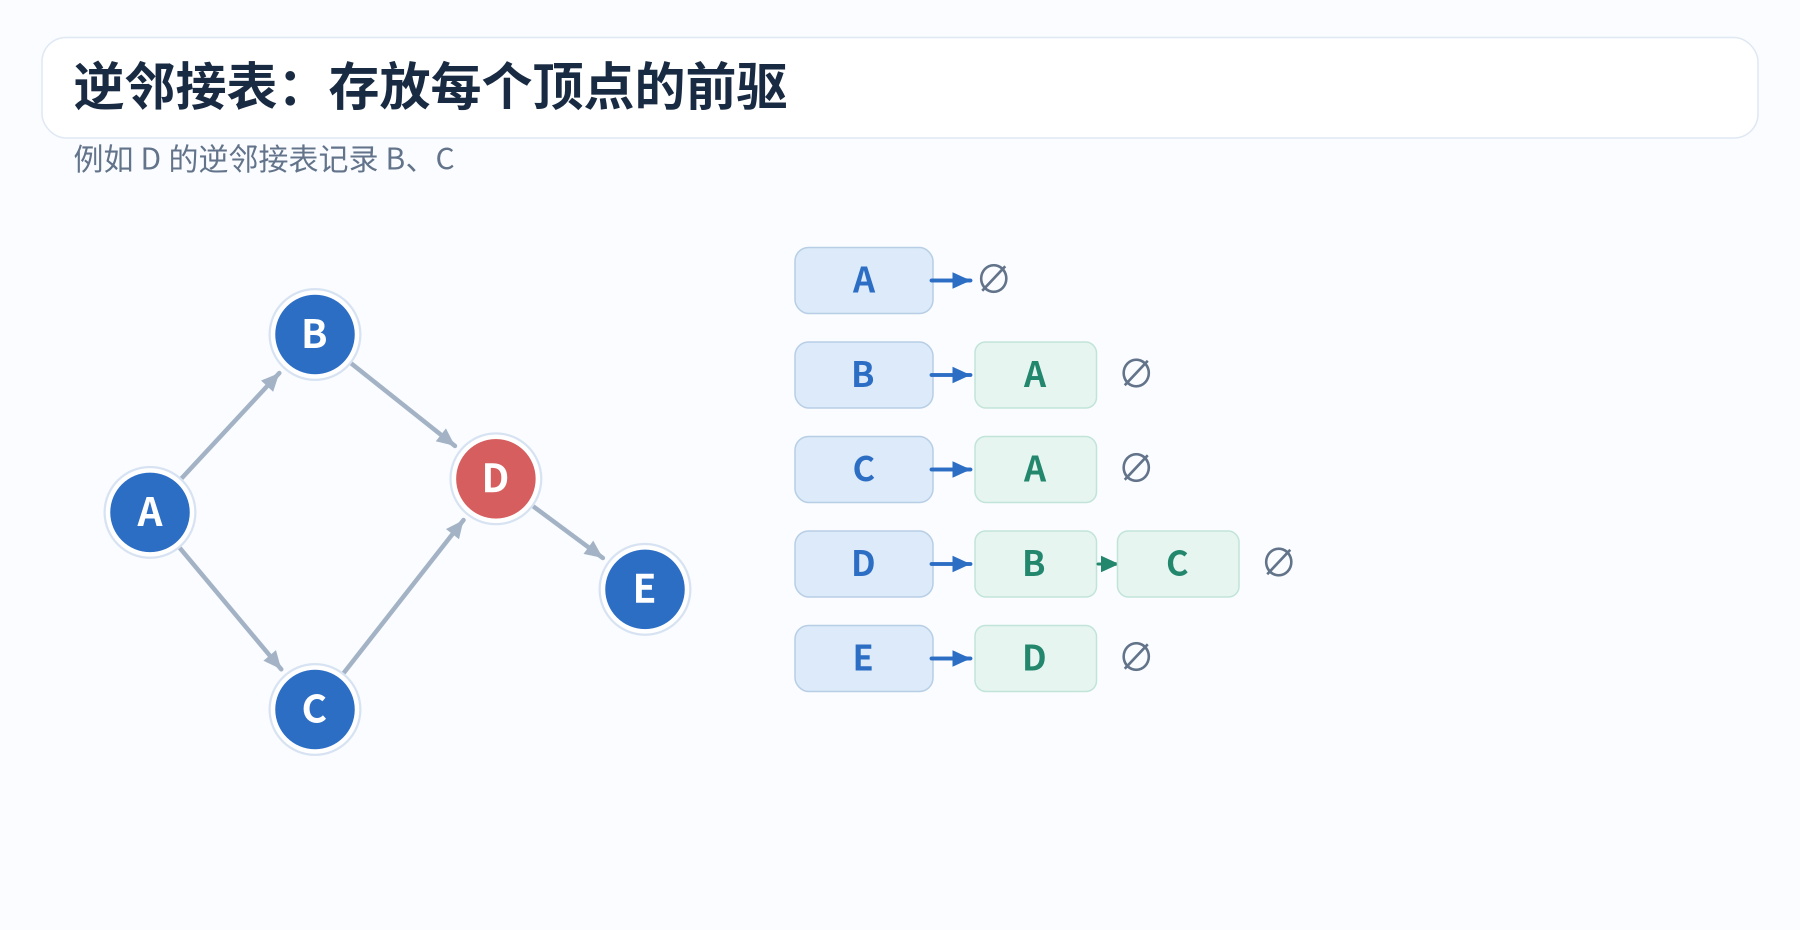 逆邻接表：存放每个顶点的前驱
例如 D 的逆邻接表记录 B、C
A ∅
B A ∅
C A ∅
D B C ∅
E D ∅
B
D
A
E
C